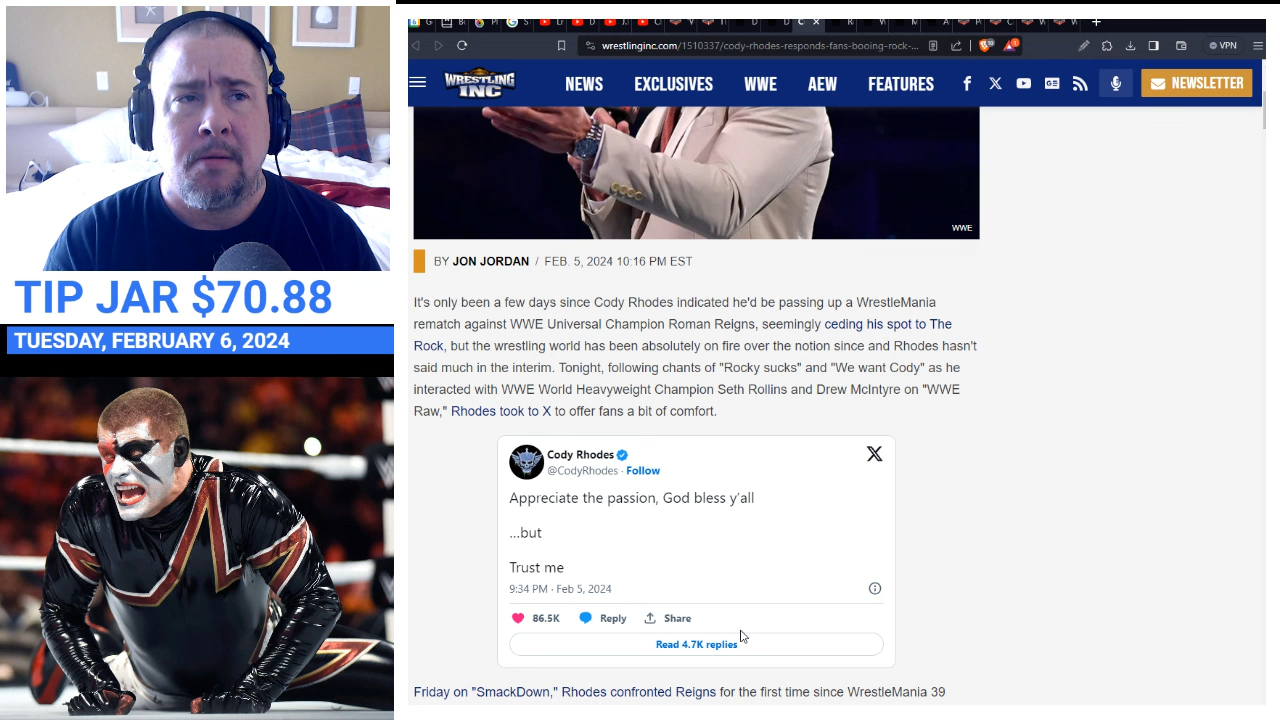 TIP JAR $70.88
TUESDAY, FEBRUARY 6, 2024
wrestlinginc.com/1510337/cody-rhodes-responds-fans-booing-rock-...
VPN
WRESTLING INC
NEWS EXCLUSIVES WWE AEW FEATURES
NEWSLETTER
WWE
BY JON JORDAN / FEB. 5, 2024 10:16 PM EST
It's only been a few days since Cody Rhodes indicated he'd be passing up a WrestleMania
rematch against WWE Universal Champion Roman Reigns, seemingly ceding his spot to The
Rock, but the wrestling world has been absolutely on fire over the notion since and Rhodes hasn't
said much in the interim. Tonight, following chants of "Rocky sucks" and "We want Cody" as he
interacted with WWE World Heavyweight Champion Seth Rollins and Drew McIntyre on "WWE
Raw," Rhodes took to X to offer fans a bit of comfort.
Cody Rhodes
@CodyRhodes · Follow
Appreciate the passion, God bless y'all
...but
Trust me
9:34 PM · Feb 5, 2024
86.5K Reply Share
Read 4.7K replies
Friday on "SmackDown," Rhodes confronted Reigns for the first time since WrestleMania 39